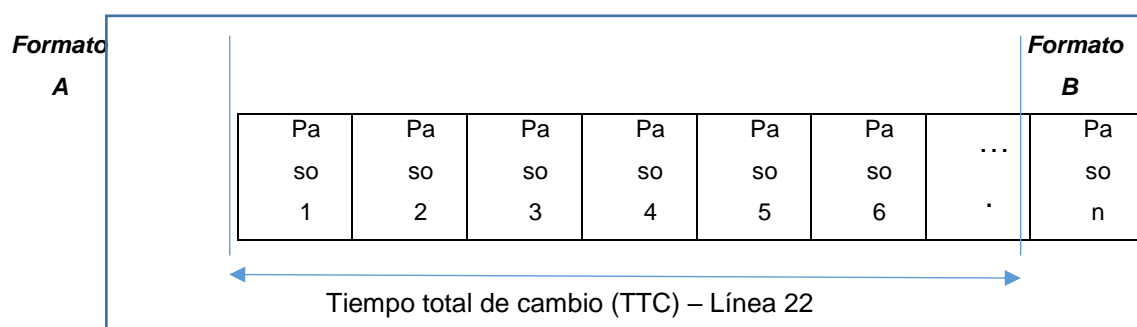 Formato Formato
A B
Pa Pa Pa Pa Pa Pa ... Pa
so so so so so so so
1 2 3 4 5 6 . n
Tiempo total de cambio (TTC) – Línea 22